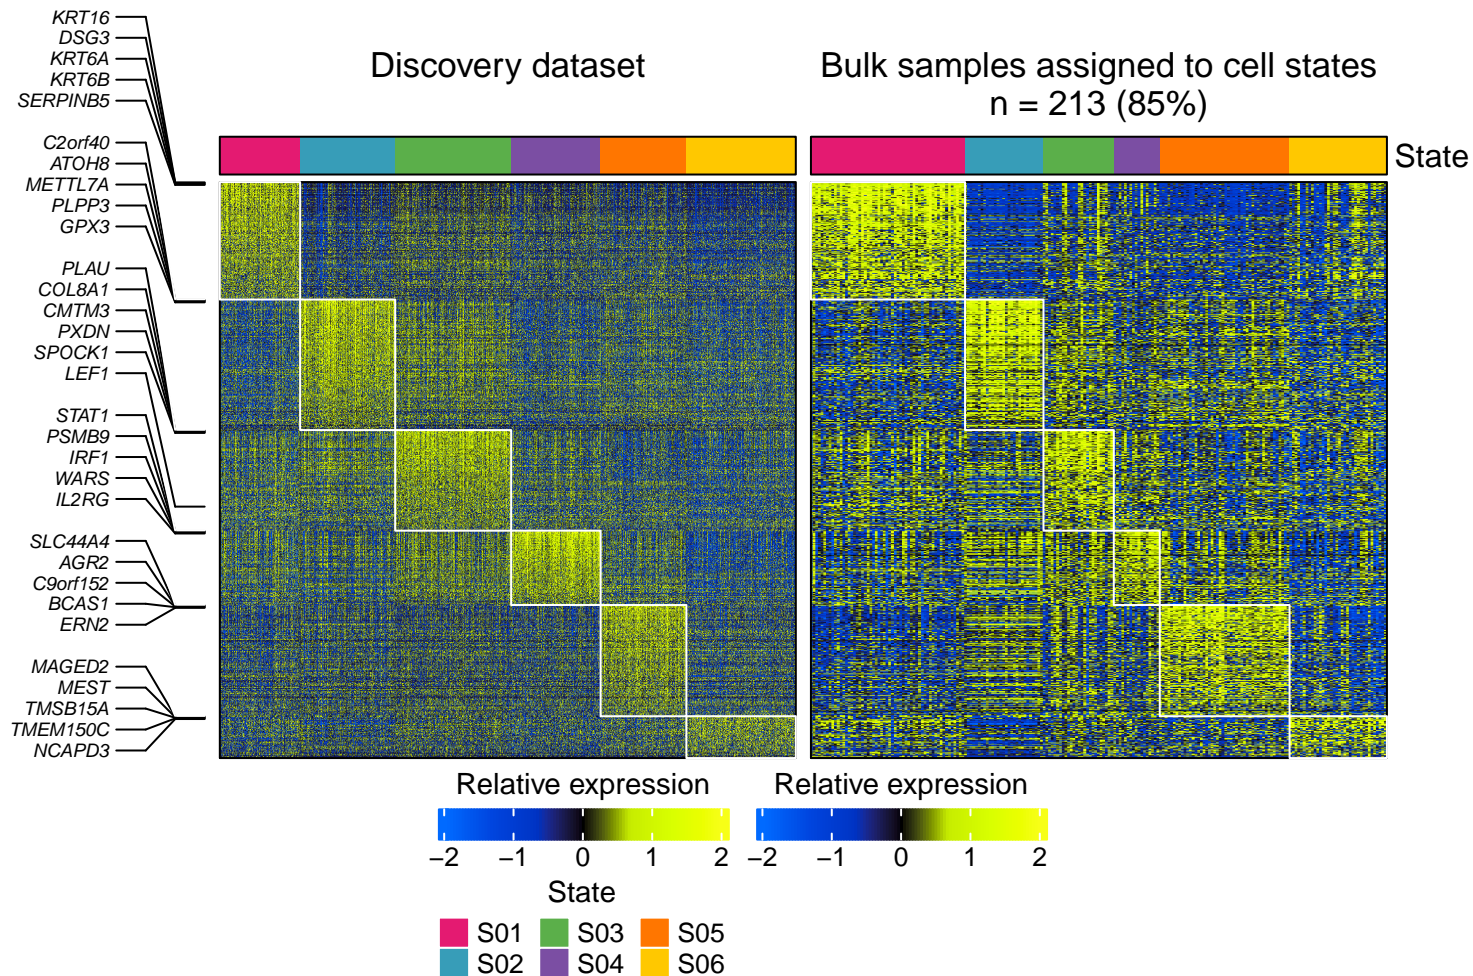 KRT16
DSG3
KRT6A
KRT6B
SERPINB5
C2orf40
ATOH8
METTL7A
PLPP3
GPX3
PLAU
COL8A1
CMTM3
PXDN
SPOCK1
LEF1
STAT1
PSMB9
IRF1
WARS
IL2RG
SLC44A4
AGR2
C9orf152
BCAS1
ERN2
MAGED2
MEST
TMSB15A
TMEM150C
NCAPD3
Discovery dataset
Bulk samples assigned to cell states
n = 213 (85%)
State
Relative expression
−2 −1 0 1 2
Relative expression
−2 −1 0 1 2
State
S01 S03 S05
S02 S04 S06